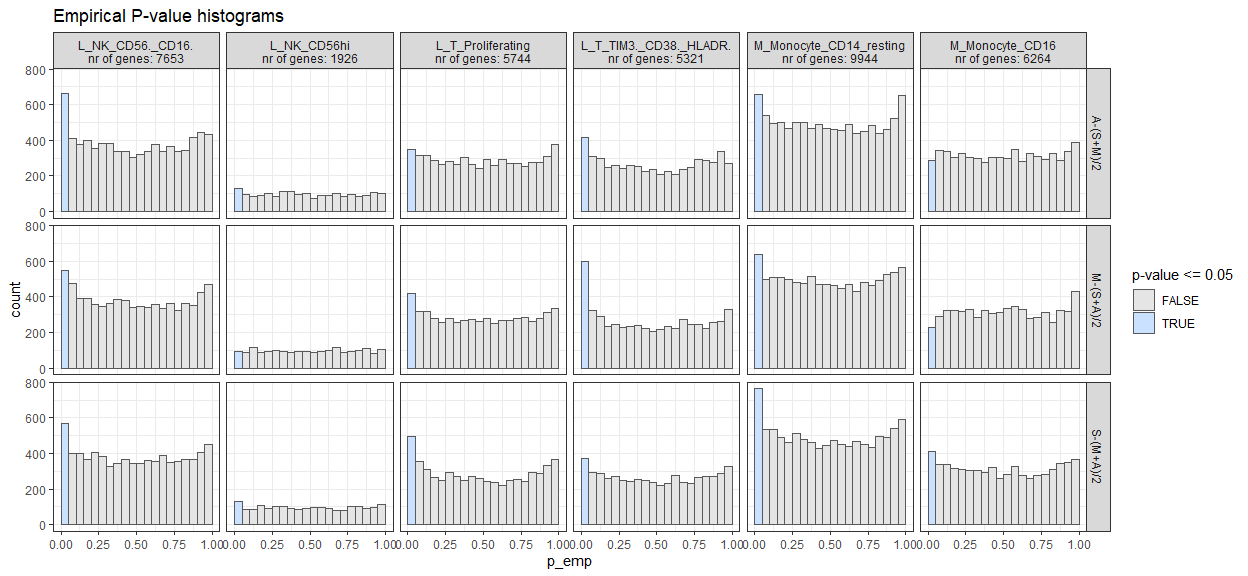 Empirical P-value histograms
L_NK_CD56._CD16.
nr of genes: 7653
L_NK_CD56hi
nr of genes: 1926
L_T_Proliferating
nr of genes: 5744
L_T_TIM3._CD38._HLADR.
nr of genes: 5321
M_Monocyte_CD14_resting
nr of genes: 9944
M_Monocyte_CD16
nr of genes: 6264
800
600
400
200
0
A-(S+M)/2
800
600
400
200
0
M-(S+A)/2
800
600
400
200
0
S-(M+A)/2
count
0.00 0.25 0.50 0.75 1.00
0.00 0.25 0.50 0.75 1.00
0.00 0.25 0.50 0.75 1.00
0.00 0.25 0.50 0.75 1.00
0.00 0.25 0.50 0.75 1.00
0.00 0.25 0.50 0.75 1.00
p_emp
p-value <= 0.05
FALSE
TRUE